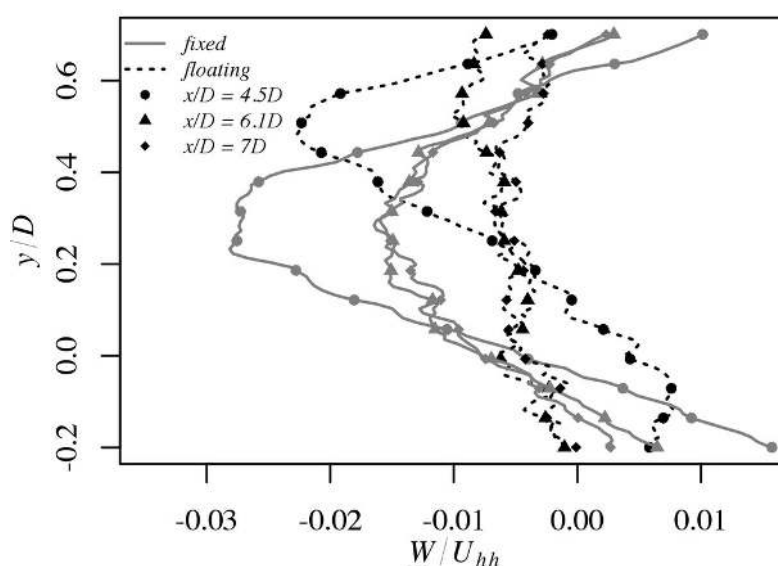 fixed
floating
x/D = 4.5D
x/D = 6.1D
x/D = 7D
y/D
0.6
0.4
0.2
0.0
-0.2
-0.03 -0.02 -0.01 0.00 0.01
W/U_hh